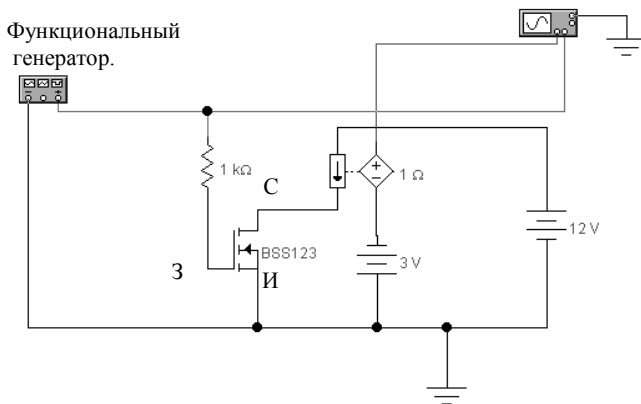 Функциональный
генератор.
1 kΩ
С
1 Ω
12 V
BSS123
З
И
3 V